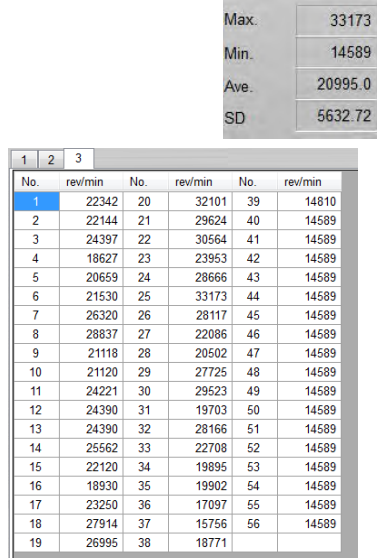 Max. 33173
Min. 14589
Ave. 20995.0
SD 5632.72
1 2 3
No. rev/min No. rev/min No. rev/min
1 22342 20 32101 39 14810
2 22144 21 29624 40 14589
3 24397 22 30564 41 14589
4 18627 23 23953 42 14589
5 20659 24 28666 43 14589
6 21530 25 33173 44 14589
7 26320 26 28117 45 14589
8 28837 27 22086 46 14589
9 21118 28 20502 47 14589
10 21120 29 27725 48 14589
11 24221 30 29523 49 14589
12 24390 31 19703 50 14589
13 24390 32 28166 51 14589
14 25562 33 22708 52 14589
15 22120 34 19895 53 14589
16 18930 35 19902 54 14589
17 23250 36 17097 55 14589
18 27914 37 15756 56 14589
19 26995 38 18771